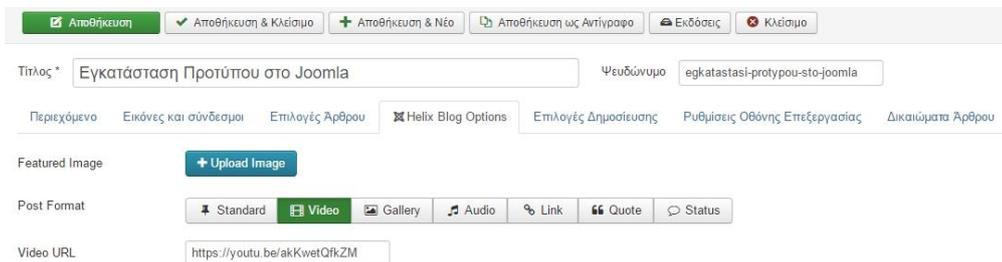 Αποθήκευση Αποθήκευση & Κλείσιμο Αποθήκευση & Νέο Αποθήκευση ως Αντίγραφο Εκδόσεις Κλείσιμο
Τίτλος * Εγκατάσταση Προτύπου στο Joomla Ψευδώνυμο egkatastasi-protypou-sto-joomla
Περιεχόμενο Εικόνες και σύνδεσμοι Επιλογές Άρθρου Helix Blog Options Επιλογές Δημοσίευσης Ρυθμίσεις Οθόνης Επεξεργασίας Δικαιώματα Άρθρου
Featured Image + Upload Image
Post Format Standard Video Gallery Audio Link Quote Status
Video URL https://youtu.be/akKwetQfkZM